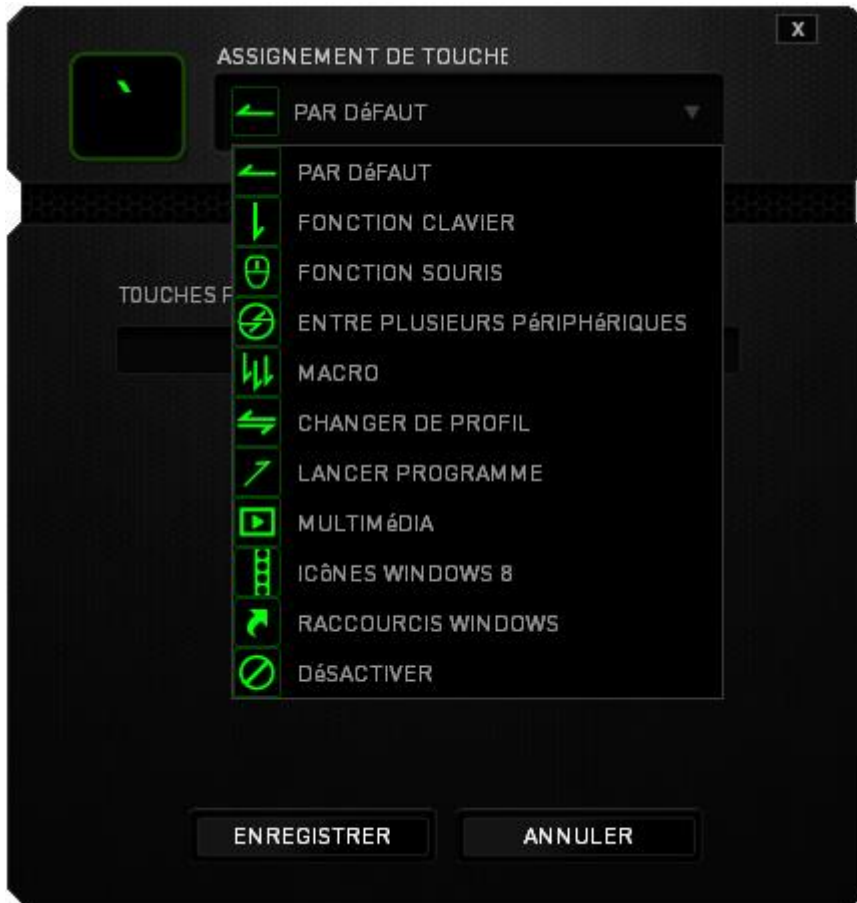 X
ASSIGNEMENT DE TOUCHE
`
PAR DéFAUT
PAR DéFAUT
FONCTION CLAVIER
FONCTION SOURIS
TOUCHES
ENTRE PLUSIEURS PéRIPHéRIQUES
MACRO
CHANGER DE PROFIL
LANCER PROGRAMME
MULTIMéDIA
ICôNES WINDOWS 8
RACCOURCIS WINDOWS
DéSACTIVER
ENREGISTRER
ANNULER